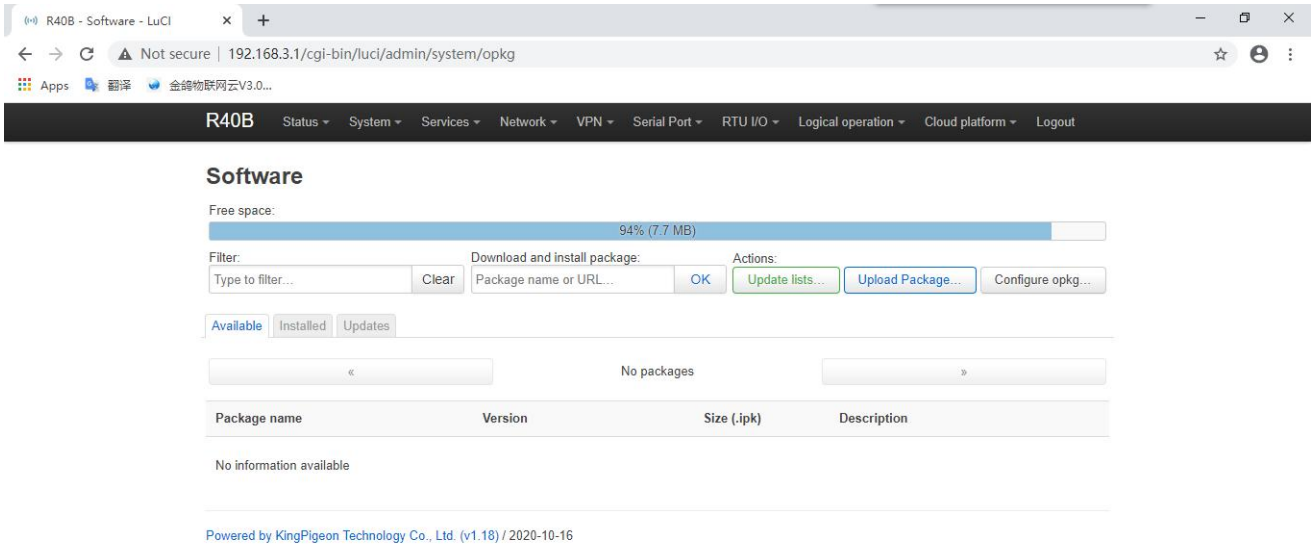 R40B - Software - LuCI
Not secure | 192.168.3.1/cgi-bin/luci/admin/system/opkg
Apps 翻译 金鸽物联网云V3.0...
R40B Status System Services Network VPN Serial Port RTU I/O Logical operation Cloud platform Logout
Software
Free space:
94% (7.7 MB)
Filter: Download and install package: Actions:
Type to filter... Clear Package name or URL... OK Update lists... Upload Package... Configure opkg...
Available Installed Updates
« No packages »
Package name Version Size (.ipk) Description
No information available
Powered by KingPigeon Technology Co., Ltd. (v1.18) / 2020-10-16